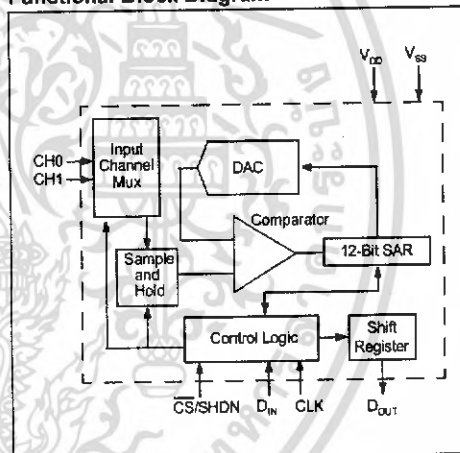 Functional Block Diagram
VDD
VSS
CH0
CH1
Input
Channel
Mux
DAC
Comparator
Sample
and
Hold
12-Bit SAR
Control Logic
Shift
Register
CS/SHDN
DIN
CLK
DOUT